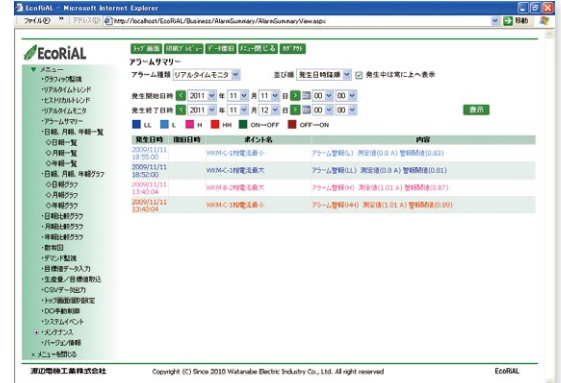 EcoRiAL - Microsoft Internet Explorer
ファイル(F) »
アドレス(D) http://localhost/EcoRiAL/Business/AlarmSummary/AlarmSummaryView.aspx 移動
EcoRiAL
トップ画面 印刷プレビュー データ復旧 メニュー閉じる ログアウト
アラームサマリー
アラーム種類 リアルタイムモニタ 並び順 発生日時降順 発生中は常に上へ表示
発生開始日時 2011 年 11 月 11 日 00 00
発生終了日時 2011 年 11 月 12 日 00 00 表示
LL L H HH ON→OFF OFF→ON
発生日時 復旧日時 ポイント名 内容
2009/11/11 18:55:00 WXM-C-1相電流最小 アラーム警報(L) 測定値(0.8 A) 警報閾値(0.83)
2009/11/11 18:52:00 WXM-C-1相電流最大 アラーム警報(LL) 測定値(0.8 A) 警報閾値(0.81)
2009/11/11 13:40:04 WXM-B-2相電流最大 アラーム警報(H) 測定値(1.01 A) 警報閾値(0.87)
2009/11/11 13:40:04 WXM-C-1相電流最小 アラーム警報(HH) 測定値(1.01 A) 警報閾値(0.89)
▼ メニュー
・グラフィック監視
・リアルタイムトレンド
・ヒストリカルトレンド
・リアルタイムモニタ
・アラームサマリー
・日報、月報、年報一覧
◇日報一覧
◇月報一覧
◇年報一覧
・日報、月報、年報グラフ
◇日報グラフ
◇月報グラフ
◇年報グラフ
・日報比較グラフ
・月報比較グラフ
・年報比較グラフ
・散布図
・デマンド監視
・目標値データ入力
・生産量/目標値取込
・CSVデータ出力
・トップ画面個別設定
・DO手動制御
・システムイベント
+ ・メンテナンス
・バージョン情報
× メニューを閉じる
渡辺電機工業株式会社 Copyright (C) Since 2010 Watanabe Electric Industry Co., Ltd. All right reserved EcoRiAL